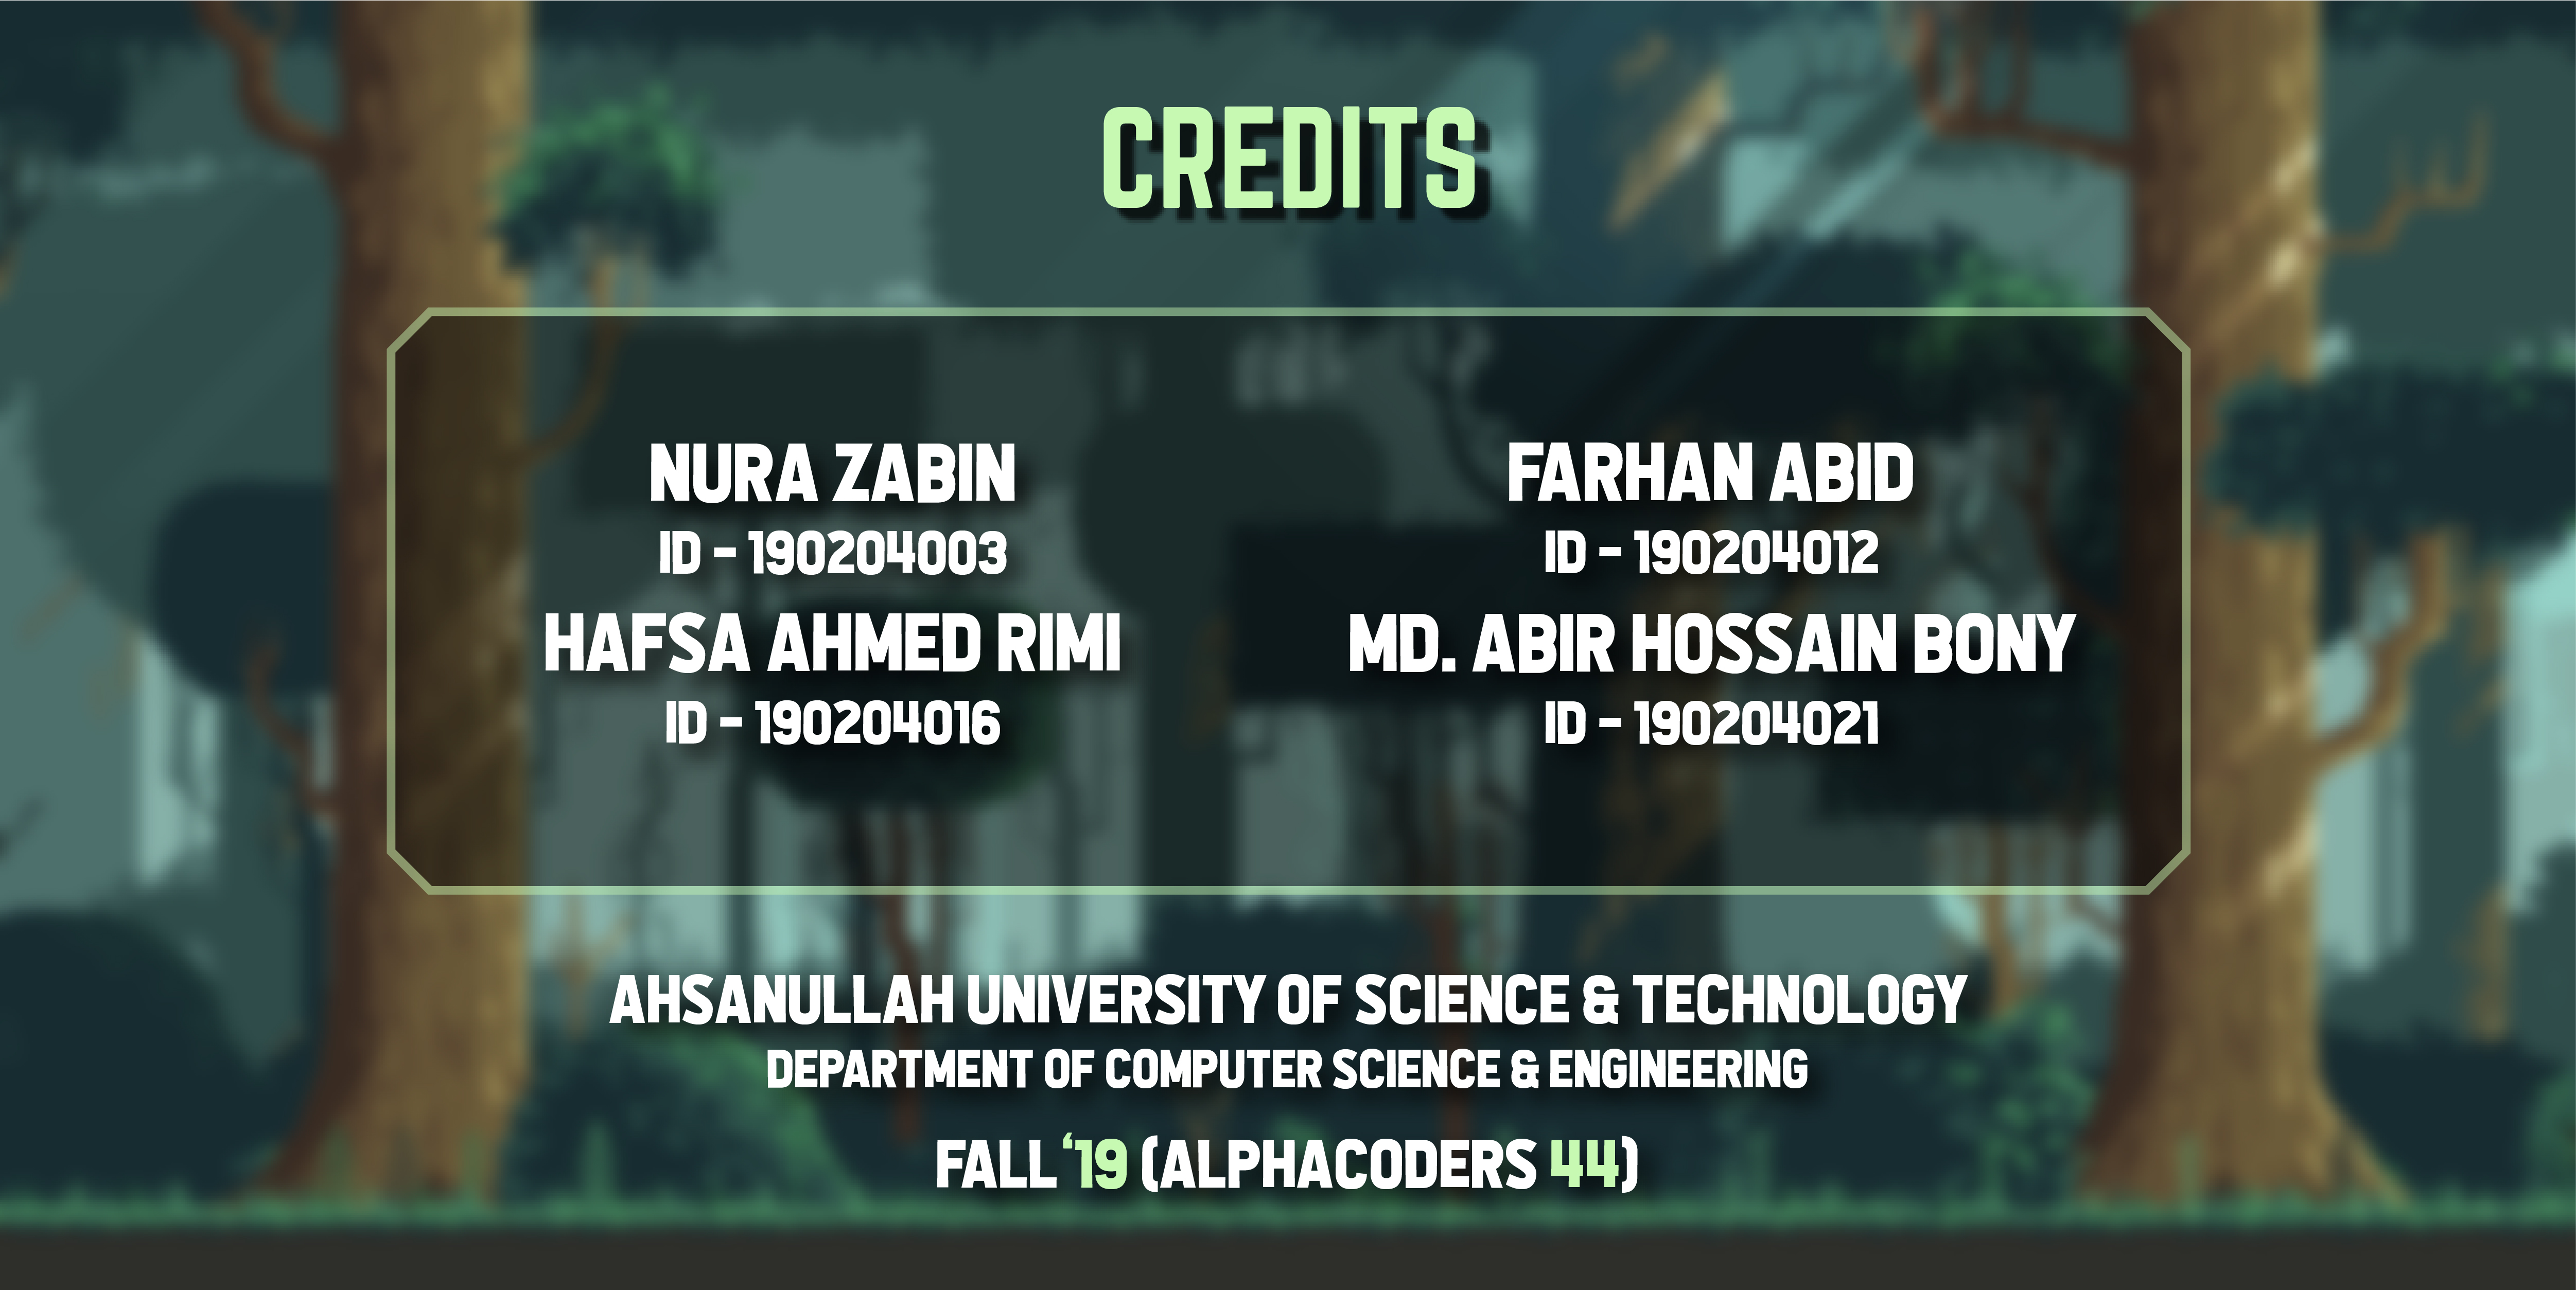 CREDITS
NURA ZABIN
ID - 190204003
HAFSA AHMED RIMI
ID - 190204016
FARHAN ABID
ID - 190204012
MD. ABIR HOSSAIN BONY
ID - 190204021
AHSANULLAH UNIVERSITY OF SCIENCE & TECHNOLOGY
DEPARTMENT OF COMPUTER SCIENCE & ENGINEERING
FALL ‘19 (ALPHACODERS 44)